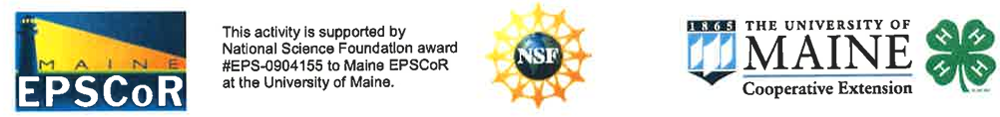 MAINE
EPSCoR
This activity is supported by
National Science Foundation award
#EPS-0904155 to Maine EPSCoR
at the University of Maine.
NSF
1865
THE UNIVERSITY OF
MAINE
Cooperative Extension
H H
H H